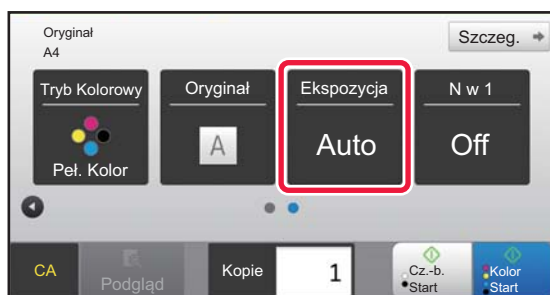 Oryginał
A4
Szczeg.
Tryb Kolorowy
Peł. Kolor
Oryginał
A
Ekspozycja
Auto
N w 1
Off
CA
Podgląd
Kopie
1
Cz.-b.
Start
Kolor
Start